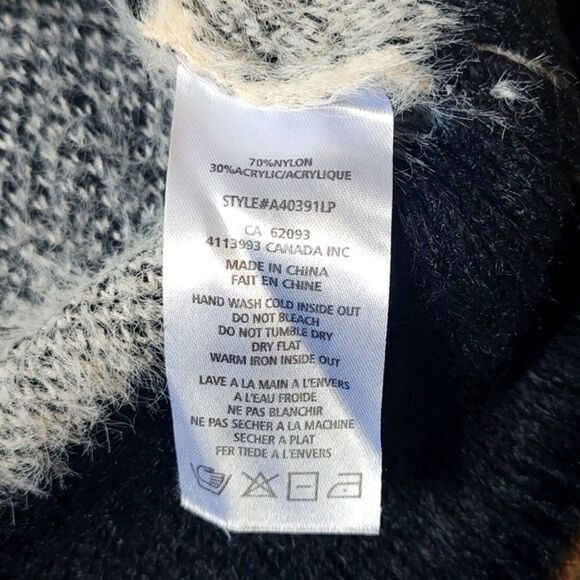 70%NYLON
30%ACRYLIC/ACRYLIQUE
STYLE#A40391LP
CA 62093
4113993 CANADA INC
MADE IN CHINA
FAIT EN CHINE
HAND WASH COLD INSIDE OUT
DO NOT BLEACH
DO NOT TUMBLE DRY
DRY FLAT
WARM IRON INSIDE OUT
LAVE A LA MAIN A L'ENVERS
A L'EAU FROIDE
NE PAS BLANCHIR
NE PAS SECHER A LA MACHINE
SECHER A PLAT
FER TIEDE A L'ENVERS